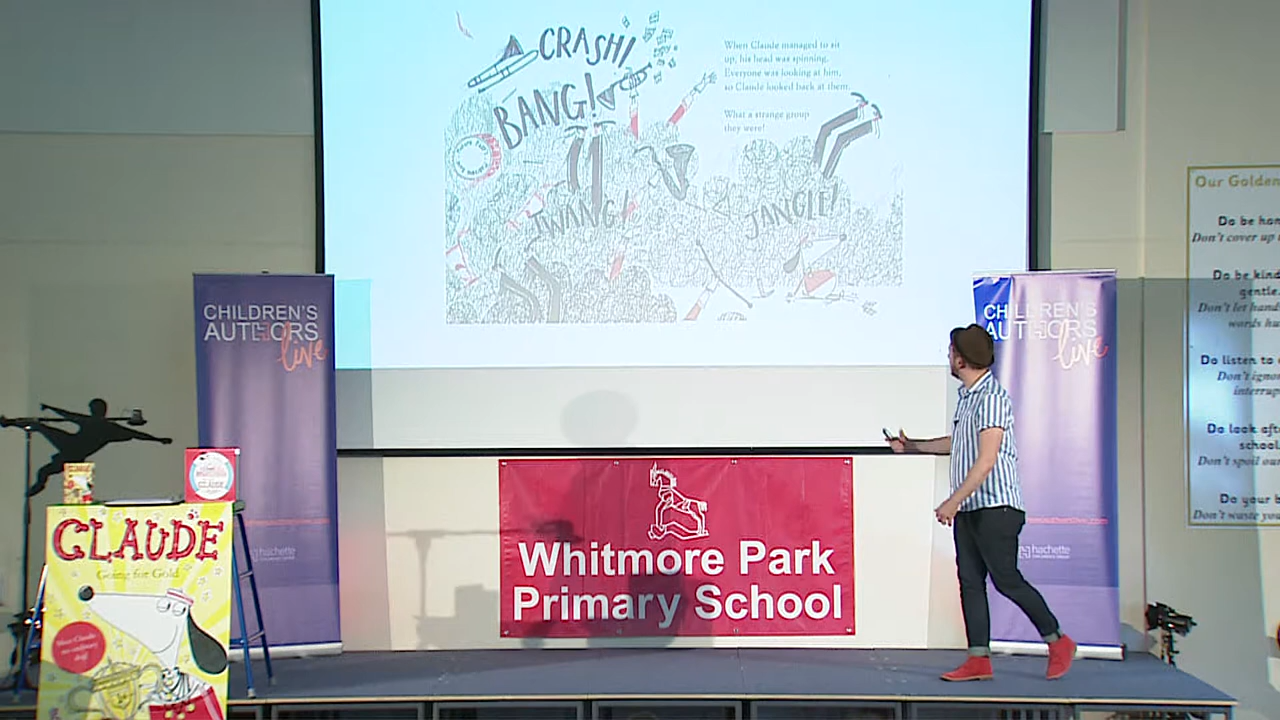 CRASH!
BANG!
TWANG!
JANGLE!
When Claude managed to sit
up, his head was spinning.
Everyone was looking at him,
so Claude looked back at them.
What a strange group
they were!
CHILDREN'S
AUTHORS
live
hachette
CHILDREN'S
AUTHORS
live
hachette
Whitmore Park
Primary School
CLAUDE
Going for Gold
Our Golden
Do be hon
Don't cover up
Do be kind
gentle.
Don't let hand
words hu
Do listen to
Don't ignor
interrup
Do look afte
school
Don't spoil our
Do your b
Don't waste you